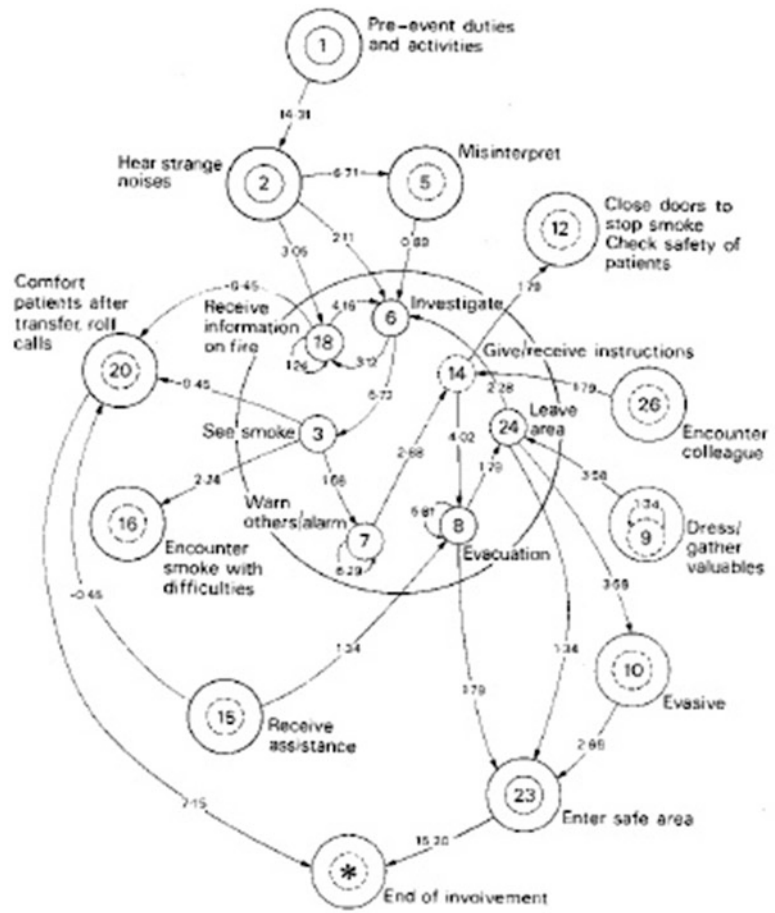 Pre-event duties
and activities
1
14·31
Hear strange
noises
2
6·71
5
Misinterpret
3·05
2·11
0·89
12
Close doors to
stop smoke
Check safety of
patients
1·79
Comfort
patients after
transfer, roll
calls
20
-0·45
Receive
information
on fire
18
4·16
6
Investigate
1·24
3·12
Give/receive instructions
14
2·28
1·79
26
Encounter
colleague
-0·45
6·72
See smoke
3
4·02
24
Leave
area
2·24
1·66
2·68
1·79
3·58
16
Encounter
smoke with
difficulties
Warn
others/alarm
7
6·29
6·81
8
Evacuation
1·34
9
Dress/
gather
valuables
-0·45
1·34
3·58
15
Receive
assistance
1·79
1·34
10
Evasive
2·68
7·15
23
Enter safe area
15·20
*
End of involvement